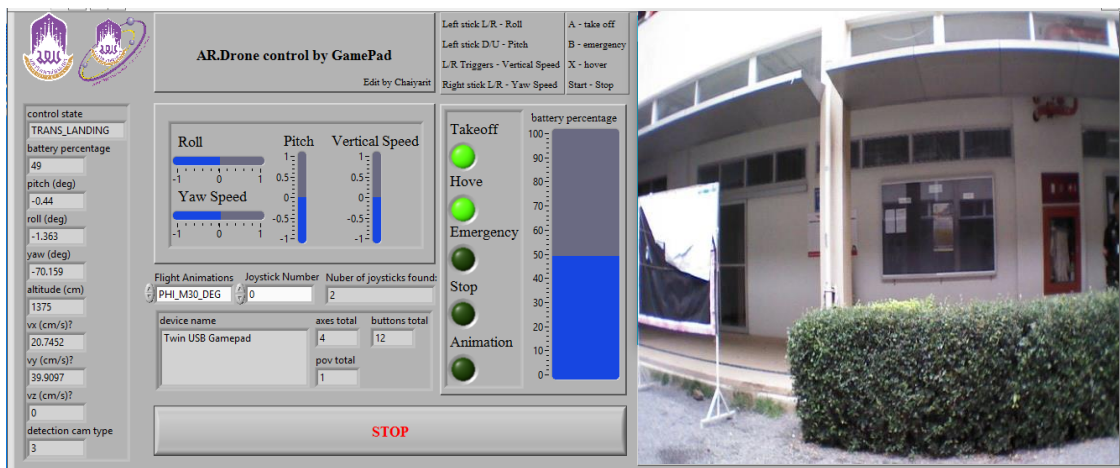 AR.Drone control by GamePad
Edit by Chaiyarit
Left stick L/R - Roll
Left stick D/U - Pitch
L/R Triggers - Vertical Speed
Right stick L/R - Yaw Speed
A - take off
B - emergency
X - hover
Start - Stop
control state
TRANS_LANDING
battery percentage
49
pitch (deg)
-0.44
roll (deg)
-1.363
yaw (deg)
-70.159
altitude (cm)
1375
vx (cm/s)?
20.7452
vy (cm/s)?
39.9097
vz (cm/s)?
0
detection cam type
3
Roll
-1 0 1
Yaw Speed
-1 0 1
Pitch
1
0.5
0
-0.5
-1
Vertical Speed
1
0.5
0
-0.5
-1
Flight Animations
PHI_M30_DEG
Joystick Number
0
Nuber of joysticks found:
2
device name
Twin USB Gamepad
axes total
4
buttons total
12
pov total
1
Takeoff
Hove
Emergency
Stop
Animation
battery percentage
100
90
80
70
60
50
40
30
20
10
0
STOP